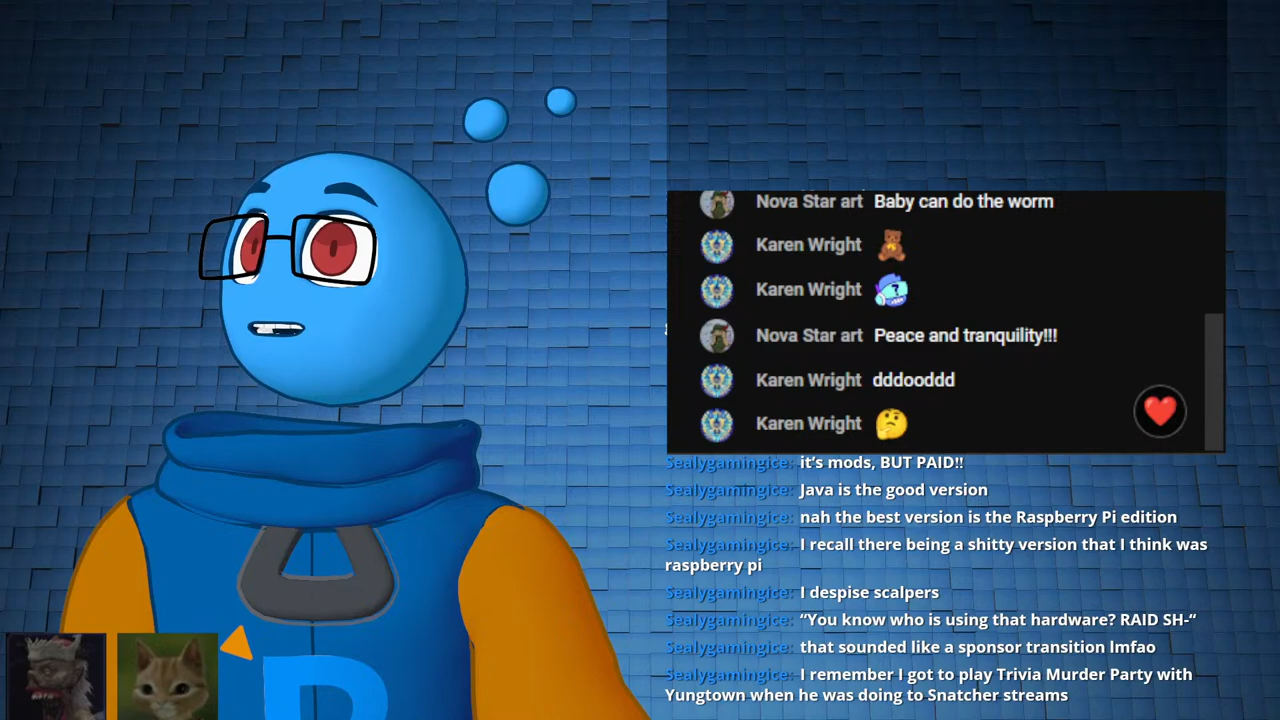 Nova Star art Baby can do the worm
Karen Wright
Karen Wright ?
Nova Star art Peace and tranquility!!!
Karen Wright dddooddd
Karen Wright
Sealygamingice: it’s mods, BUT PAID!!
Sealygamingice: Java is the good version
Sealygamingice: nah the best version is the Raspberry Pi edition
Sealygamingice: I recall there being a shitty version that I think was
raspberry pi
Sealygamingice: I despise scalpers
Sealygamingice: “You know who is using that hardware? RAID SH-“
Sealygamingice: that sounded like a sponsor transition lmfao
Sealygamingice: I remember I got to play Trivia Murder Party with
Yungtown when he was doing to Snatcher streams